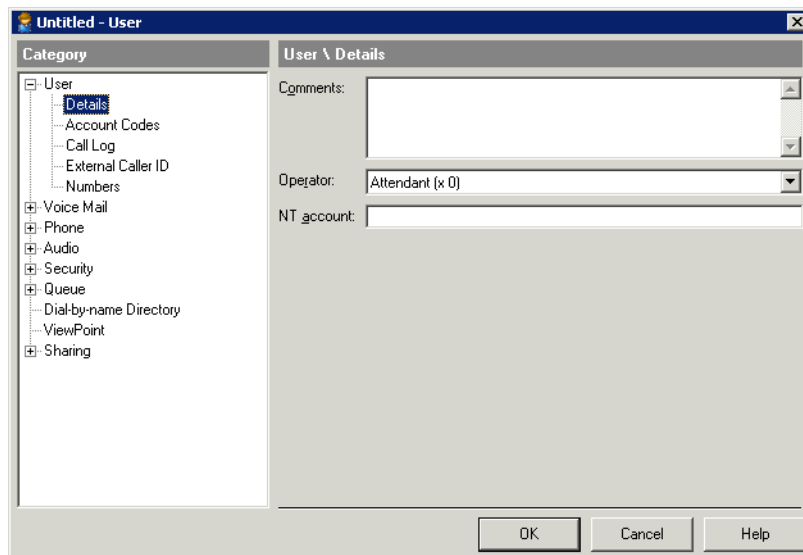 Untitled - User
Category
User
Details
Account Codes
Call Log
External Caller ID
Numbers
Voice Mail
Phone
Audio
Security
Queue
Dial-by-name Directory
ViewPoint
Sharing
User \ Details
Comments:
Operator: Attendant (x 0)
NT account:
OK Cancel Help